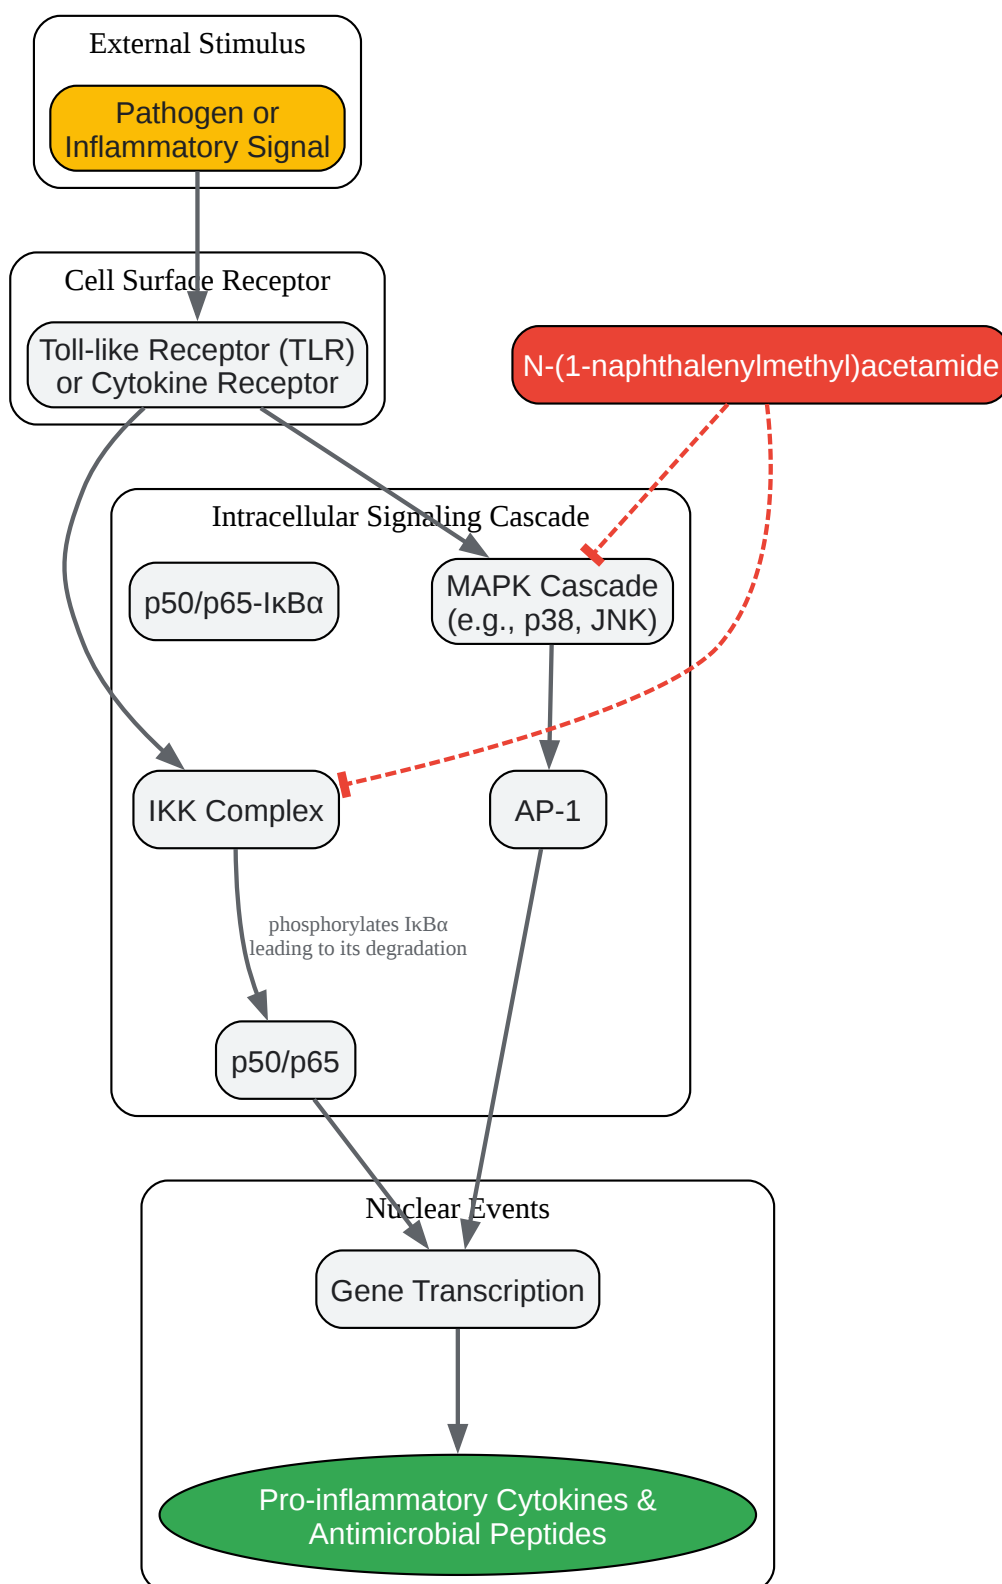 External Stimulus
Pathogen or
Inflammatory Signal
Cell Surface Receptor
Toll-like Receptor (TLR)
or Cytokine Receptor
N-(1-naphthalenylmethyl)acetamide
Intracellular Signaling Cascade
p50/p65-IκBα
MAPK Cascade
(e.g., p38, JNK)
IKK Complex
AP-1
phosphorylates IκBα
leading to its degradation
p50/p65
Nuclear Events
Gene Transcription
Pro-inflammatory Cytokines &
Antimicrobial Peptides